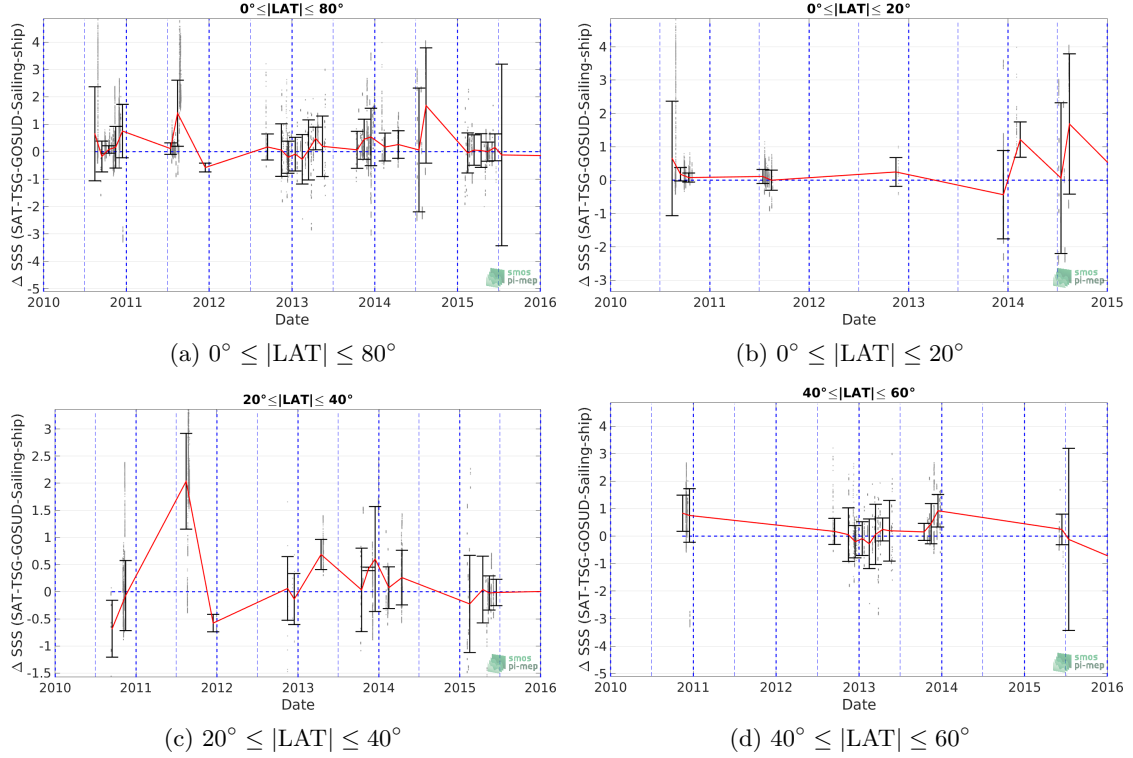 0°≤|LAT|≤ 80°
Δ SSS (SAT-TSG-GOSUD-Sailing-ship)
4
3
2
1
0
-1
-2
-3
-4
-5
2010 2011 2012 2013 2014 2015 2016
Date
smos
pi-mep
(a) 0° ≤ |LAT| ≤ 80°
0°≤|LAT|≤ 20°
Δ SSS (SAT-TSG-GOSUD-Sailing-ship)
4
3
2
1
0
-1
-2
-3
2010 2011 2012 2013 2014 2015
Date
smos
pi-mep
(b) 0° ≤ |LAT| ≤ 20°
20°≤|LAT|≤ 40°
Δ SSS (SAT-TSG-GOSUD-Sailing-ship)
3
2.5
2
1.5
1
0.5
0
-0.5
-1
-1.5
2010 2011 2012 2013 2014 2015 2016
Date
smos
pi-mep
(c) 20° ≤ |LAT| ≤ 40°
40°≤|LAT|≤ 60°
Δ SSS (SAT-TSG-GOSUD-Sailing-ship)
4
3
2
1
0
-1
-2
-3
-4
-5
2010 2011 2012 2013 2014 2015 2016
Date
smos
pi-mep
(d) 40° ≤ |LAT| ≤ 60°